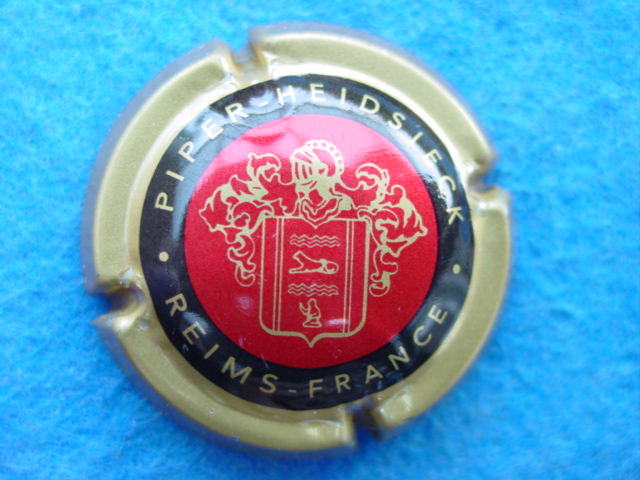 PIPER-HEIDSIECK
• REIMS-FRANCE •